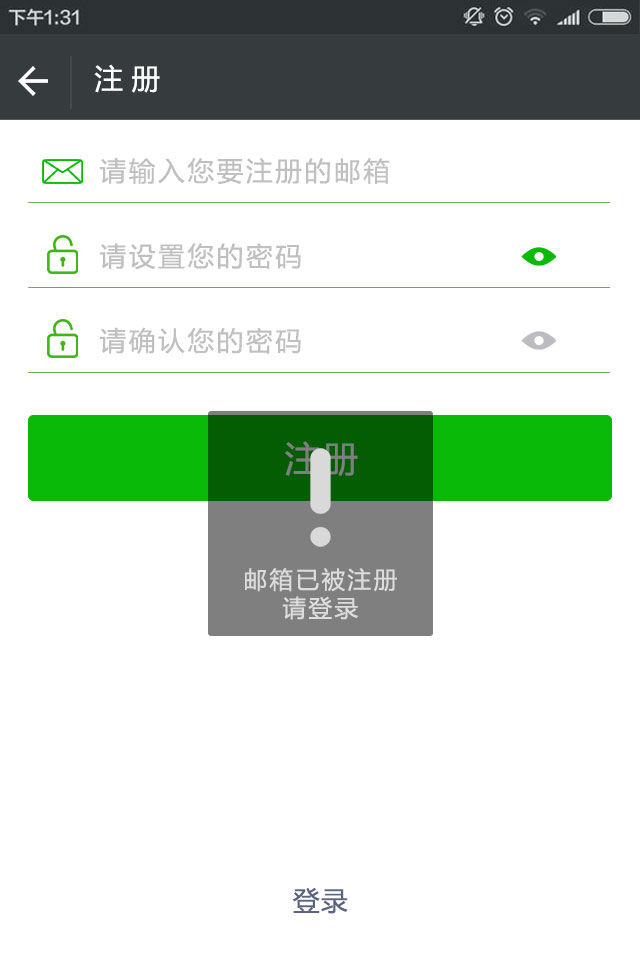 下午1:31
注册
请输入您要注册的邮箱
请设置您的密码
请确认您的密码
注册
邮箱已被注册
请登录
登录